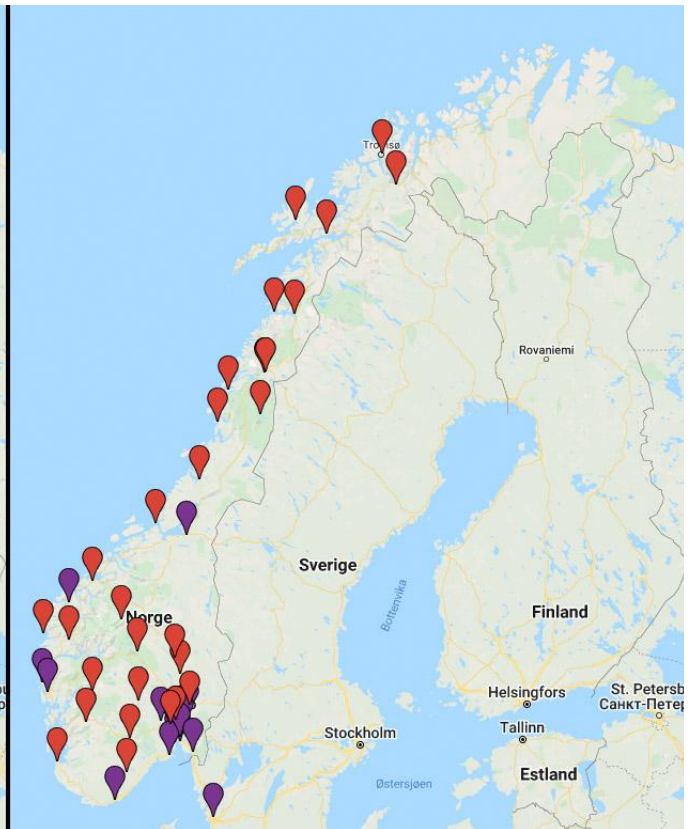 Tromsø
Rovaniemi
Sverige
Bottenvika
Finland
Norge
Helsingfors
St. Petersb
Санкт-Петер
Tallinn
Stockholm
Estland
Østersjøen